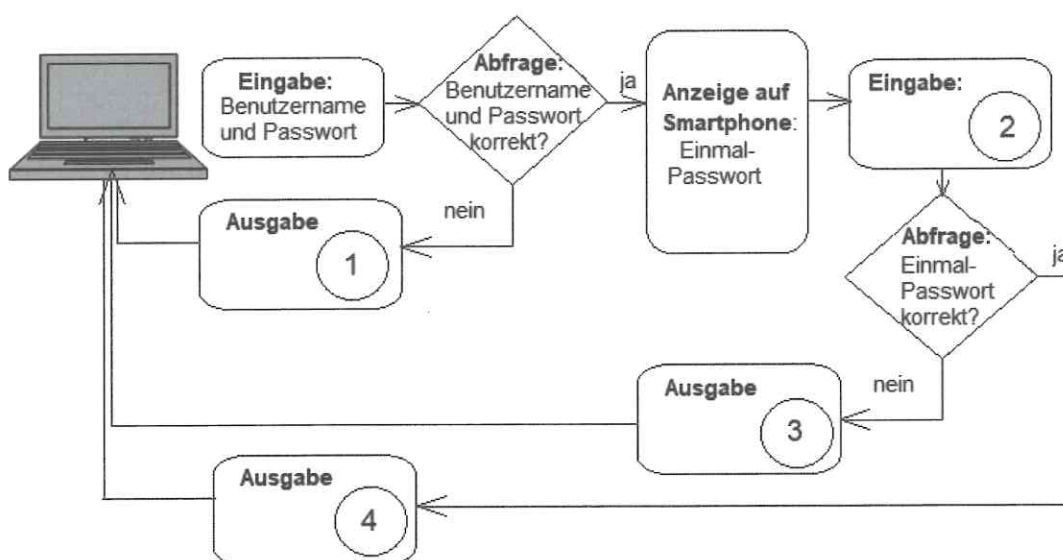 Eingabe:
Benutzername
und Passwort
Abfrage:
Benutzername
und Passwort
korrekt?
ja
Anzeige auf
Smartphone:
Einmal-
Passwort
Eingabe:
2
nein
Ausgabe
1
Abfrage:
Einmal-
Passwort
korrekt?
ja
nein
Ausgabe
3
Ausgabe
4